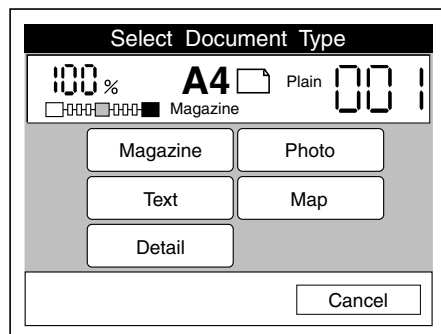 Select Document Type
100 % A4 Plain 001
Magazine
Magazine Photo
Text Map
Detail
Cancel